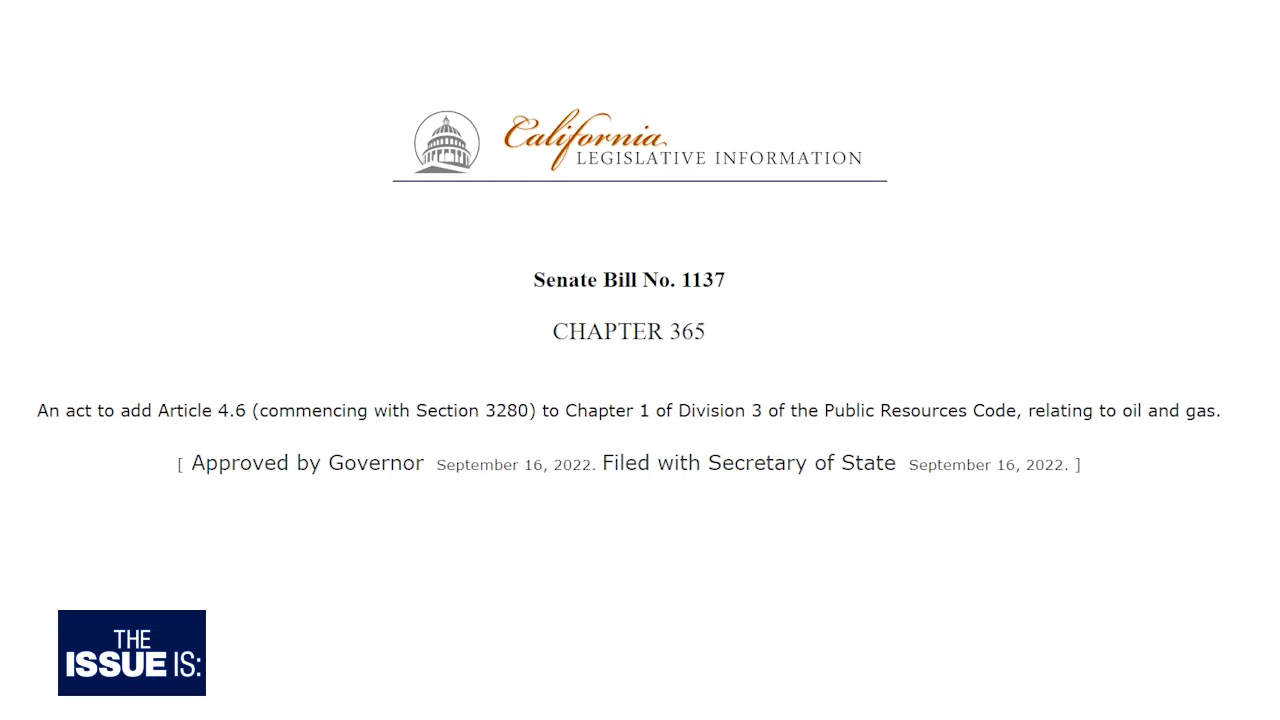 California
LEGISLATIVE INFORMATION
Senate Bill No. 1137
CHAPTER 365
An act to add Article 4.6 (commencing with Section 3280) to Chapter 1 of Division 3 of the Public Resources Code, relating to oil and gas.
[ Approved by Governor September 16, 2022. Filed with Secretary of State September 16, 2022. ]
THE
ISSUE IS: